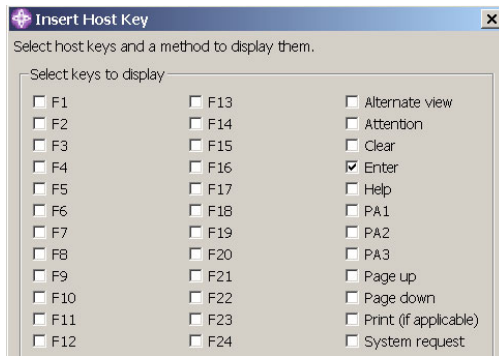 Insert Host Key
Select host keys and a method to display them.
Select keys to display
F1 F13 Alternate view
F2 F14 Attention
F3 F15 Clear
F4 F16 Enter
F5 F17 Help
F6 F18 PA1
F7 F19 PA2
F8 F20 PA3
F9 F21 Page up
F10 F22 Page down
F11 F23 Print (if applicable)
F12 F24 System request